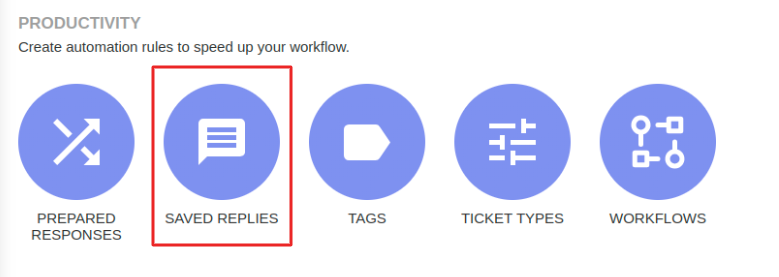 PRODUCTIVITY
Create automation rules to speed up your workflow.
PREPARED
RESPONSES
SAVED REPLIES
TAGS
TICKET TYPES
WORKFLOWS